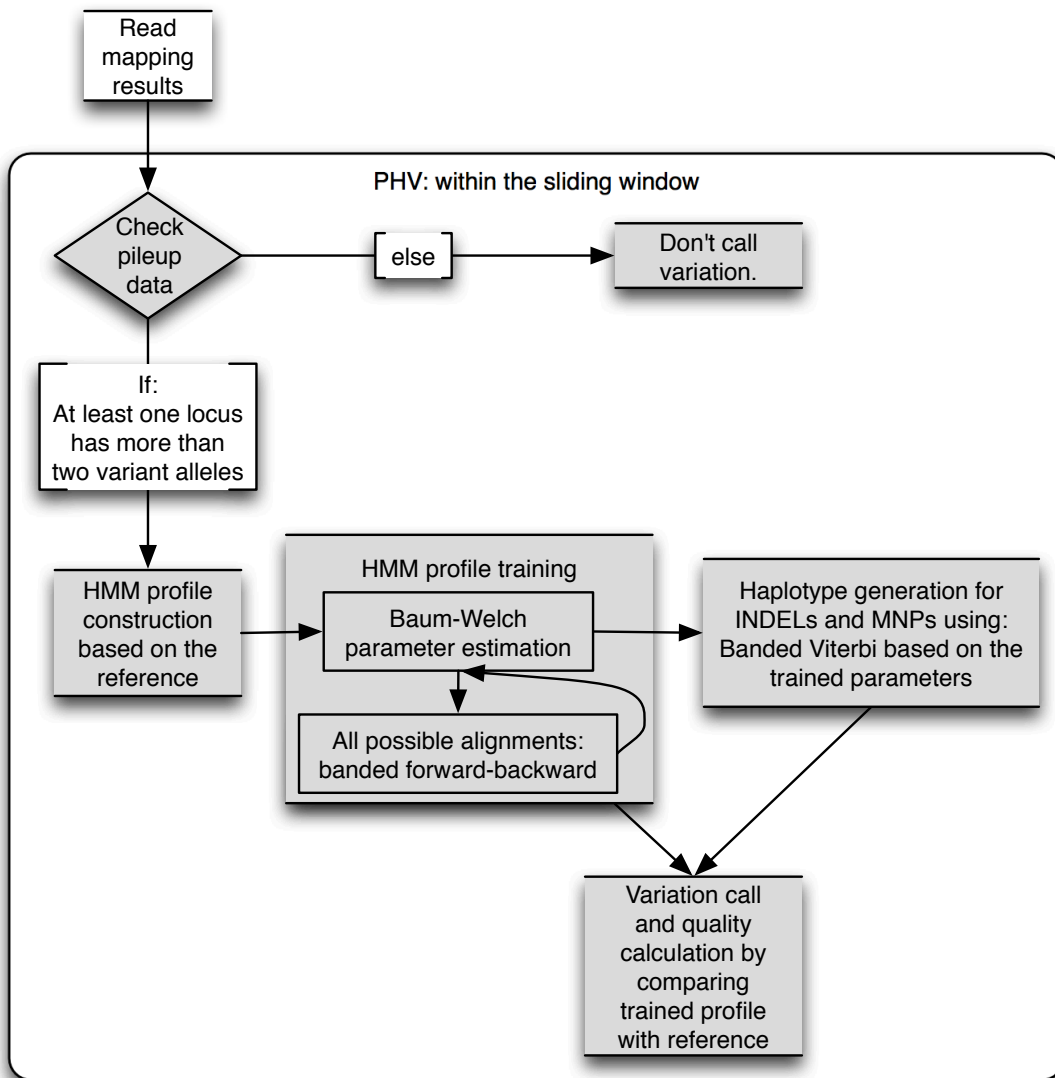 Read
mapping
results
PHV: within the sliding window
Check
pileup
data
else
Don't call
variation.
If:
At least one locus
has more than
two variant alleles
HMM profile
construction
based on the
reference
HMM profile training
Baum-Welch
parameter estimation
All possible alignments:
banded forward-backward
Haplotype generation for
INDELs and MNPs using:
Banded Viterbi based on the
trained parameters
Variation call
and quality
calculation by
comparing
trained profile
with reference